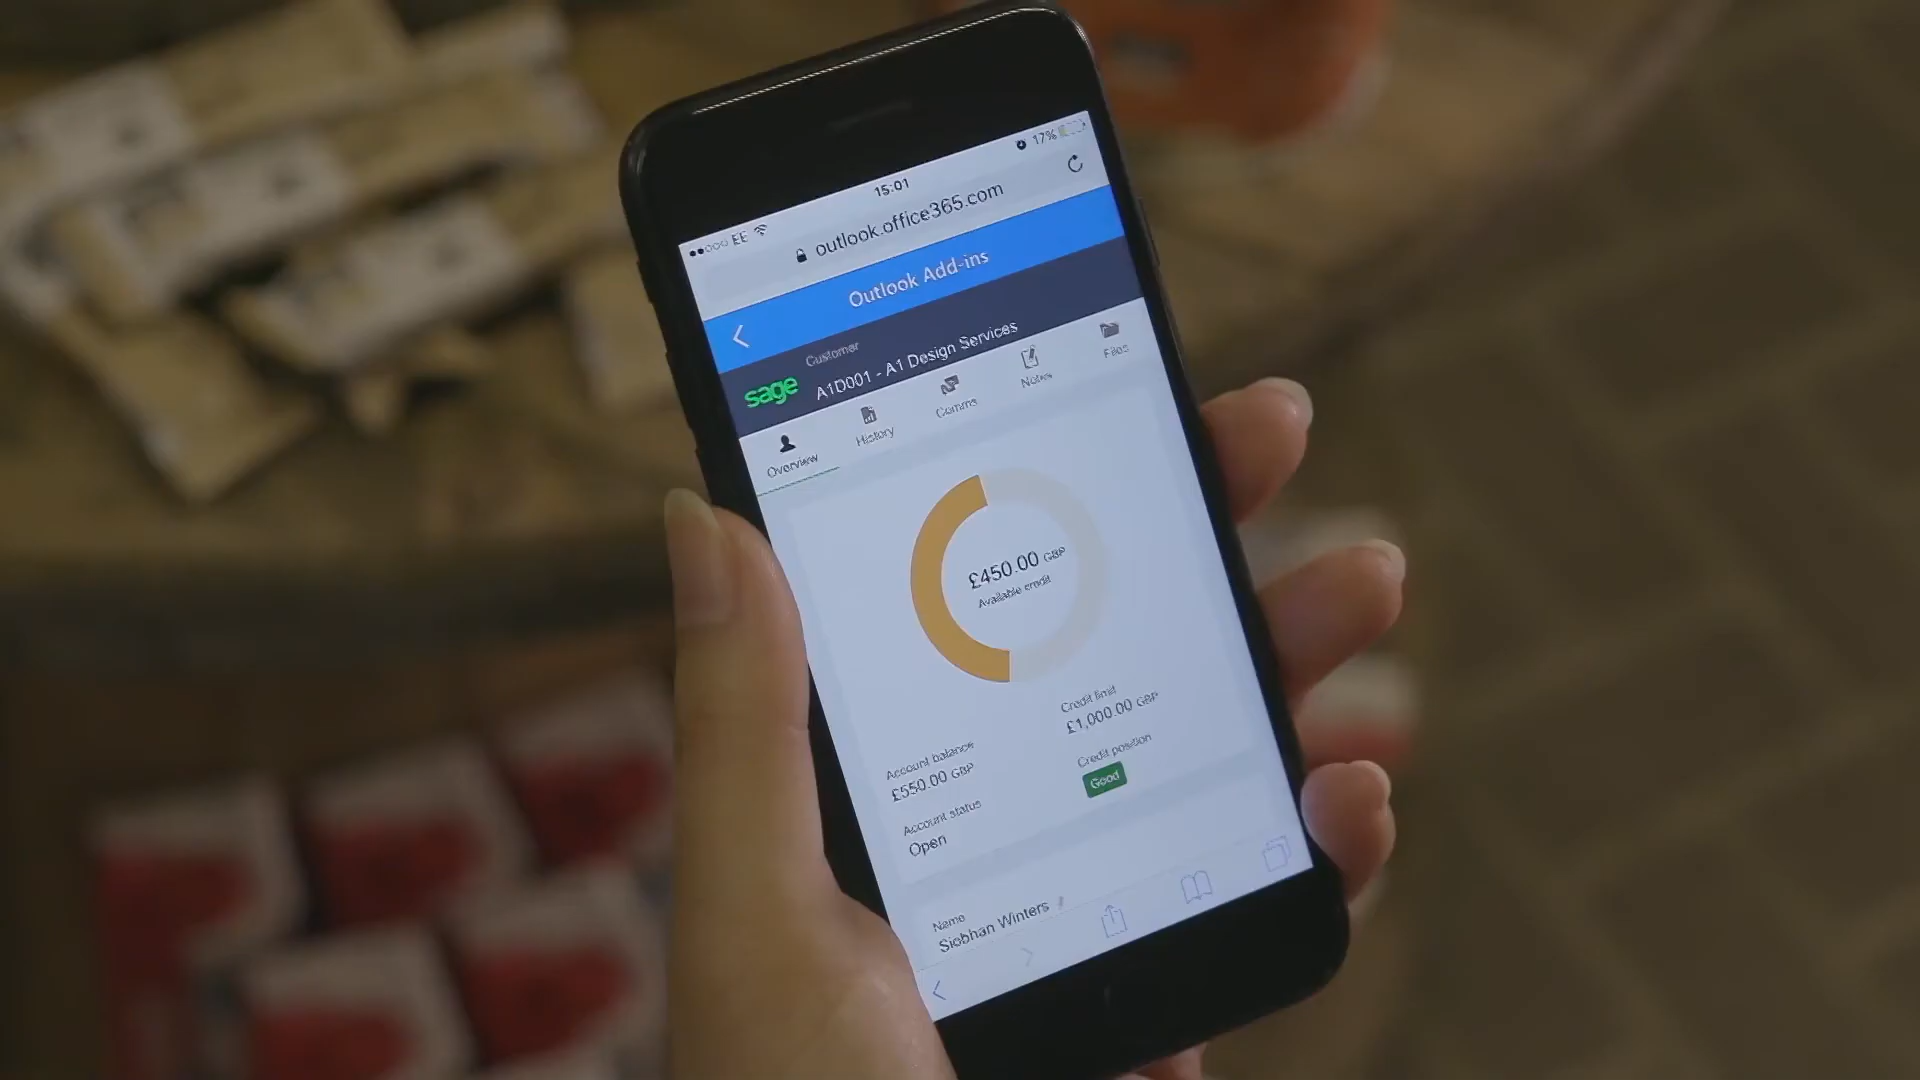 EE
15:01
17%
outlook.office365.com
Outlook Add-ins
sage
Customer
A1D001 - A1 Design Services
Overview
History
Comms
Notes
Files
£450.00 GBP
Available credit
Account balance
£550.00 GBP
Credit limit
£1,000.00 GBP
Account status
Open
Credit position
Good
Name
Siobhan Winters